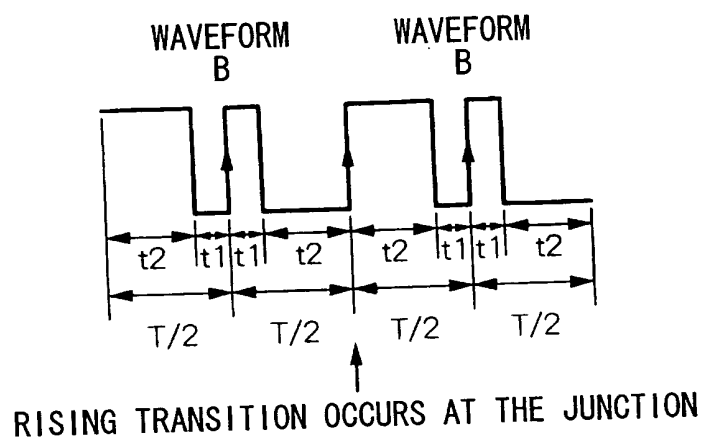 WAVEFORM B WAVEFORM B
t2 t1 t1 t2 t2 t1 t1 t2
T/2 T/2 T/2 T/2
RISING TRANSITION OCCURS AT THE JUNCTION